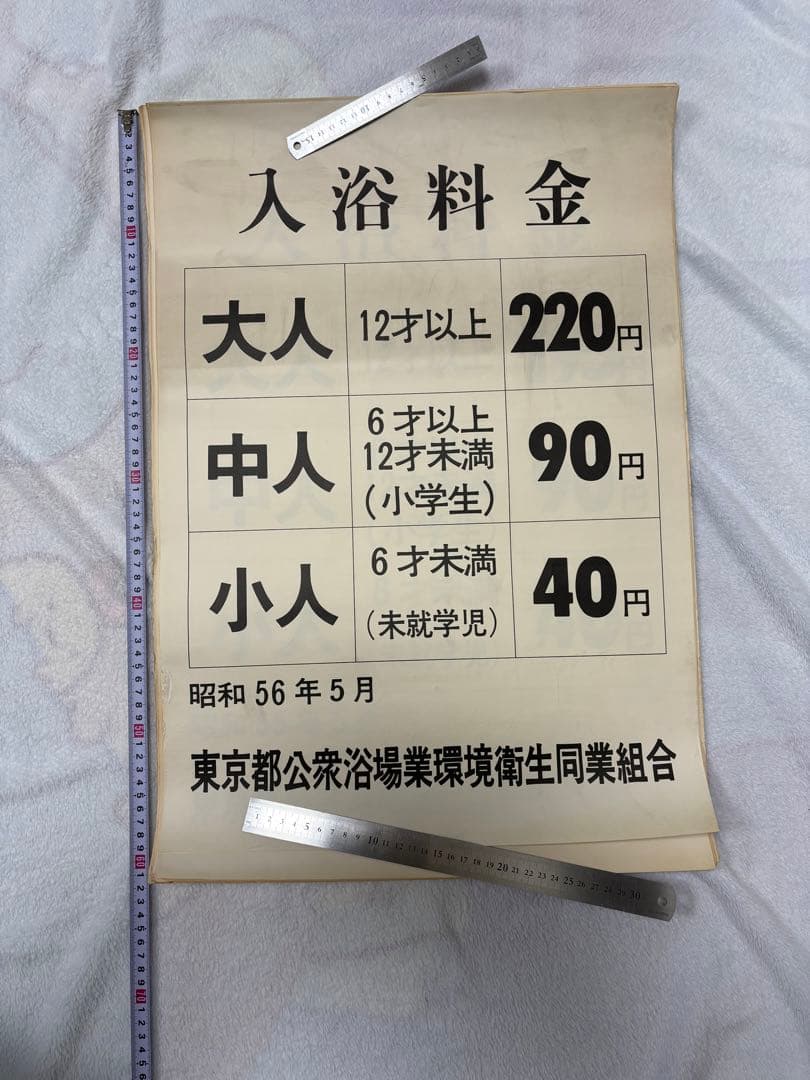 入浴料金
大人 12才以上 220円
中人 6才以上
12才未満
(小学生) 90円
小人 6才未満
(未就学児) 40円
昭和56年5月
東京都公衆浴場業環境衛生同業組合